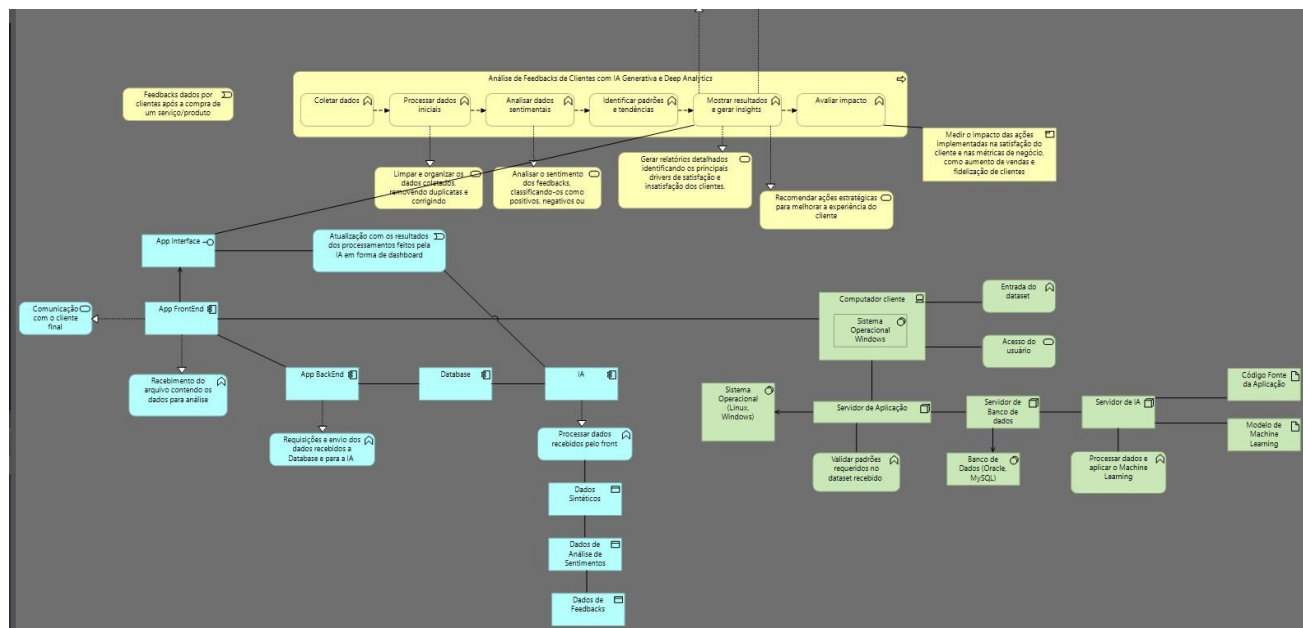 Análise de Feedbacks de Clientes com IA Generativa e Deep Analytics
Feedbacks dados por
clientes após a compra de
um serviço/produto
Coletar dados
Processar dados
iniciais
Analisar dados
sentimentais
Identificar padrões
e tendências
Mostrar resultados
e gerar insights
Avaliar impacto
Medir o impacto das ações
implementadas na satisfação do
cliente e nas métricas de negócio,
como aumento de vendas e
fidelização de clientes
Limpar e organizar os
dados coletados,
removendo duplicatas e
corrigindo
Analisar o sentimento
dos feedbacks,
classificando-os como
positivos, negativos ou
Gerar relatórios detalhados
identificando os principais
drivers de satisfação e
insatisfação dos clientes.
Recomendar ações estratégicas
para melhorar a experiência do
cliente
App Interface
Atualização com os resultados
dos processamentos feitos pela
IA em forma de dashboard
Comunicação
com o cliente
final
App FrontEnd
Recebimento do
arquivo contendo os
dados para análise
App BackEnd
Database
IA
Requisições e envio dos
dados recebidos a
Database e para a IA
Processar dados
recebidos pelo front
Dados
Sintéticos
Dados de
Análise de
Sentimentos
Dados de
Feedbacks
Computador cliente
Sistema
Operacional
Windows
Entrada do
dataset
Acesso do
usuário
Sistema
Operacional
(Linux,
Windows)
Servidor de Aplicação
Servidor de
Banco de
dados
Servidor de IA
Código Fonte
da Aplicação
Modelo de
Machine
Learning
Validar padrões
requeridos no
dataset recebido
Banco de
Dados (Oracle,
MySQL)
Processar dados e
aplicar o Machine
Learning